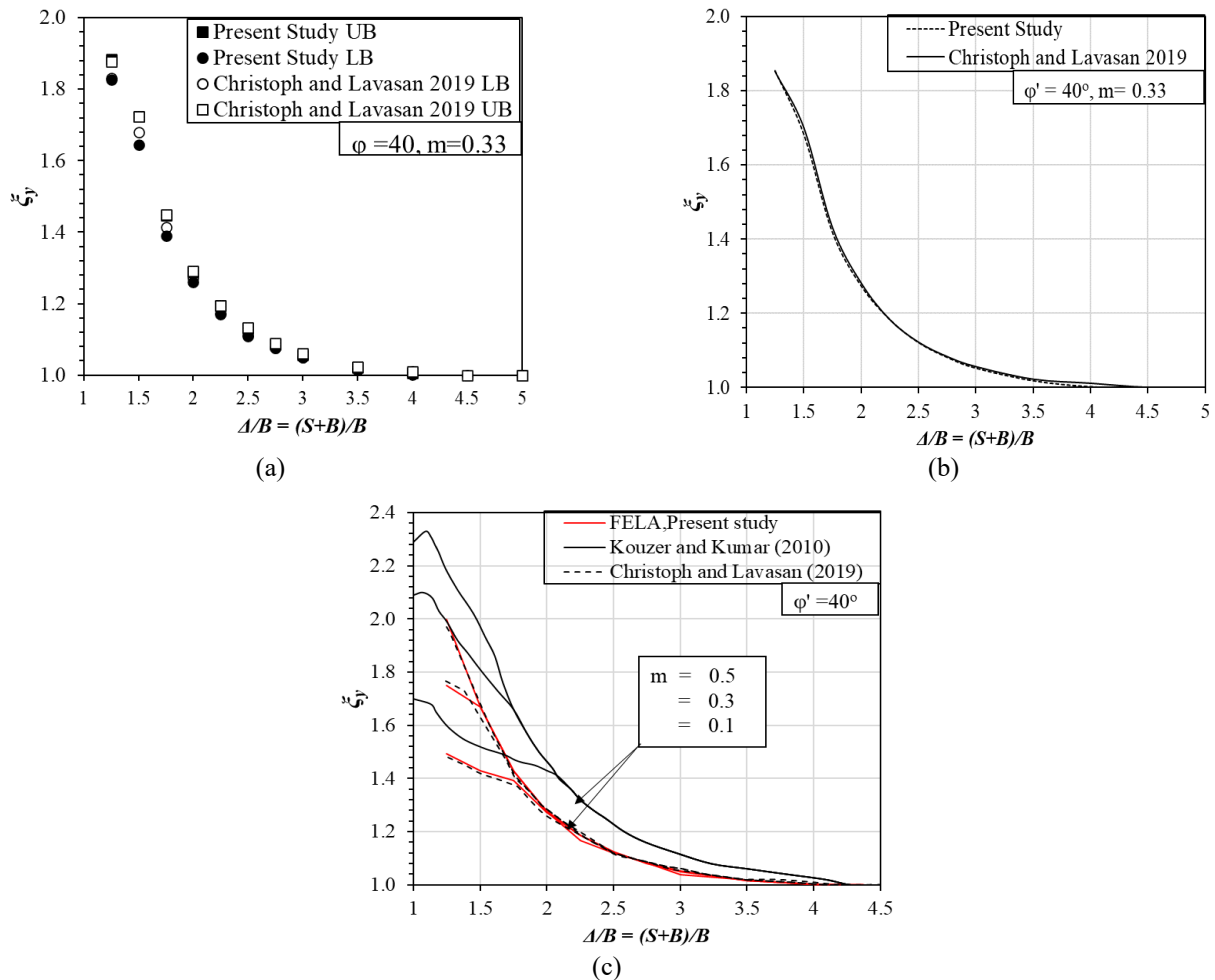 2.0
1.8
1.6
1.4
1.2
1.0
ξy
Present Study UB
Present Study LB
Christoph and Lavasan 2019 LB
Christoph and Lavasan 2019 UB
φ =40, m=0.33
1 1.5 2 2.5 3 3.5 4 4.5 5
Δ/B = (S+B)/B
(a)
2.0
1.8
1.6
1.4
1.2
1.0
ξy
Present Study
Christoph and Lavasan 2019
φ' = 40º, m= 0.33
1 1.5 2 2.5 3 3.5 4 4.5 5
Δ/B = (S+B)/B
(b)
2.4
2.2
2.0
1.8
1.6
1.4
1.2
1.0
ξy
FELA,Present study
Kouzer and Kumar (2010)
Christoph and Lavasan (2019)
φ' =40º
m = 0.5
= 0.3
= 0.1
1 1.5 2 2.5 3 3.5 4 4.5
Δ/B = (S+B)/B
(c)